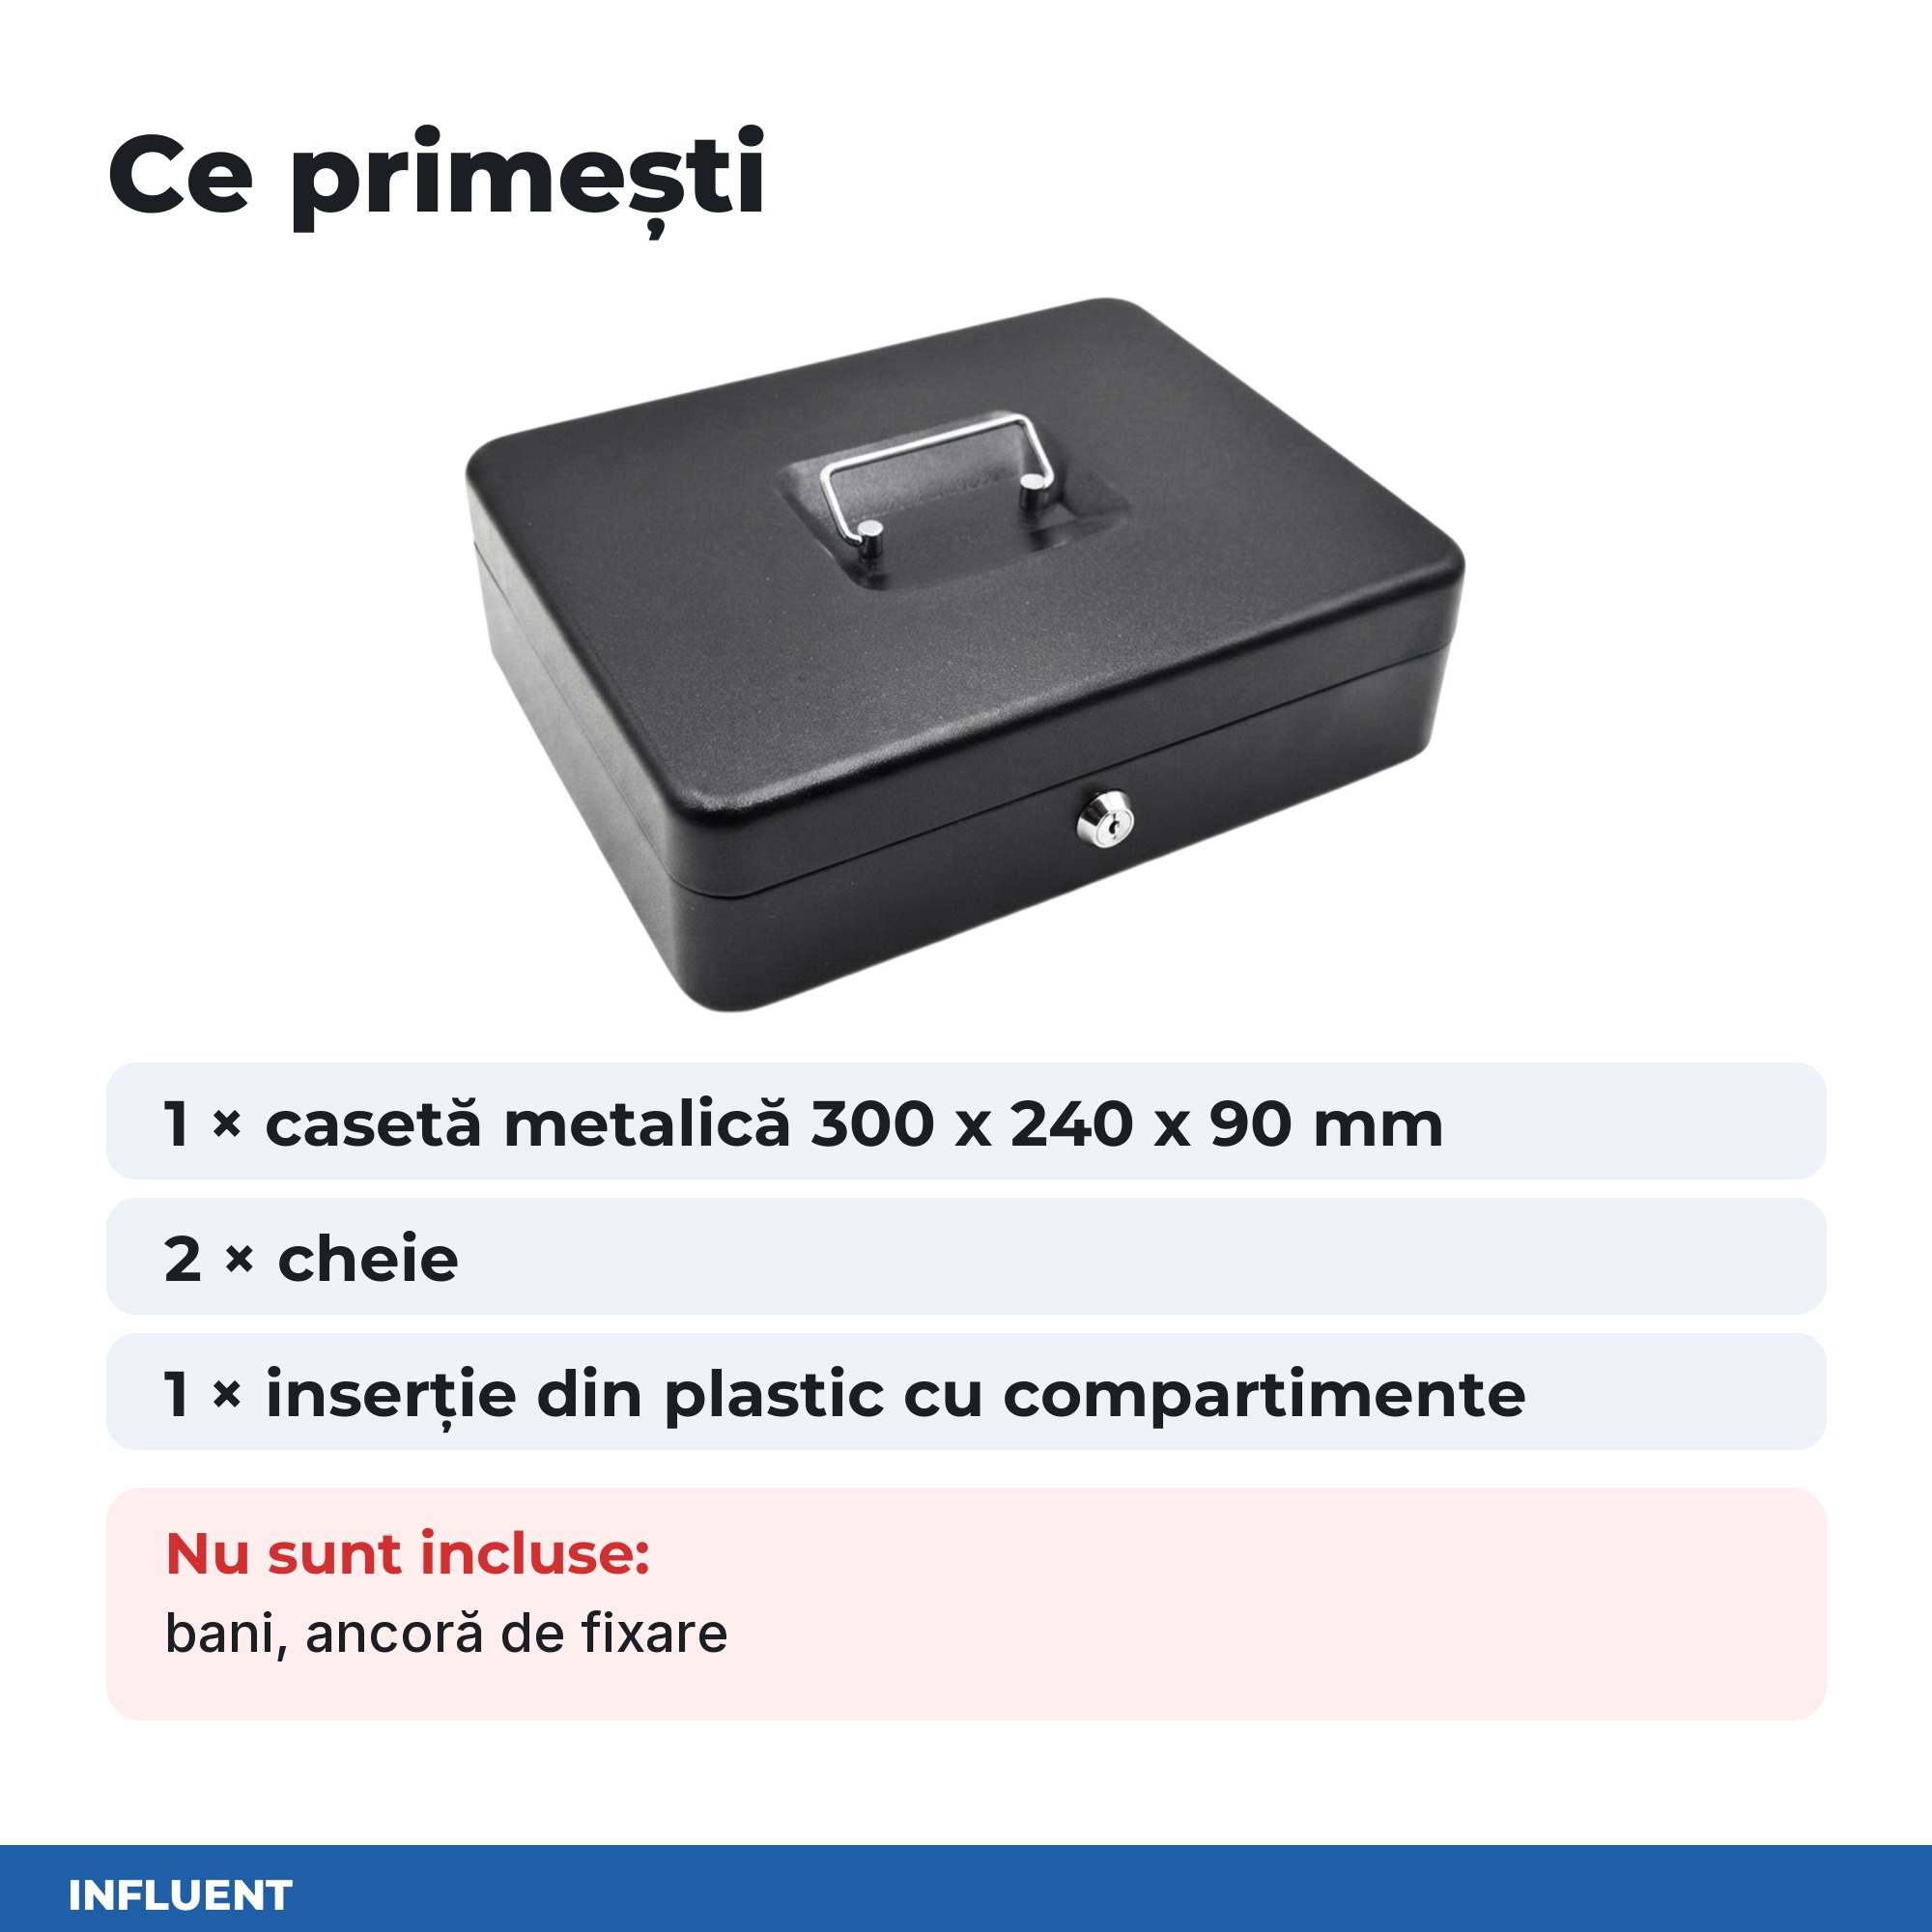 Ce primești
1 × casetă metalică 300 x 240 x 90 mm
2 × cheie
1 × inserție din plastic cu compartimente
Nu sunt incluse:
bani, ancoră de fixare
INFLUENT